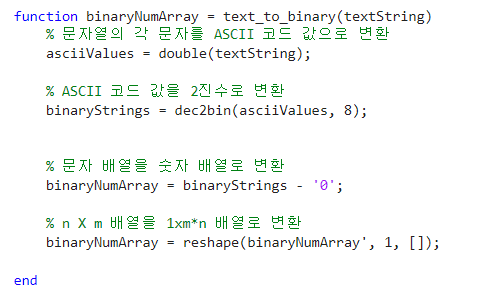 function binaryNumArray = text_to_binary(textString)
% 문자열의 각 문자를 ASCII 코드 값으로 변환
asciiValues = double(textString);
% ASCII 코드 값을 2진수로 변환
binaryStrings = dec2bin(asciiValues, 8);
% 문자 배열을 숫자 배열로 변환
binaryNumArray = binaryStrings - '0';
% n X m 배열을 1xm*n 배열로 변환
binaryNumArray = reshape(binaryNumArray', 1, []);
end